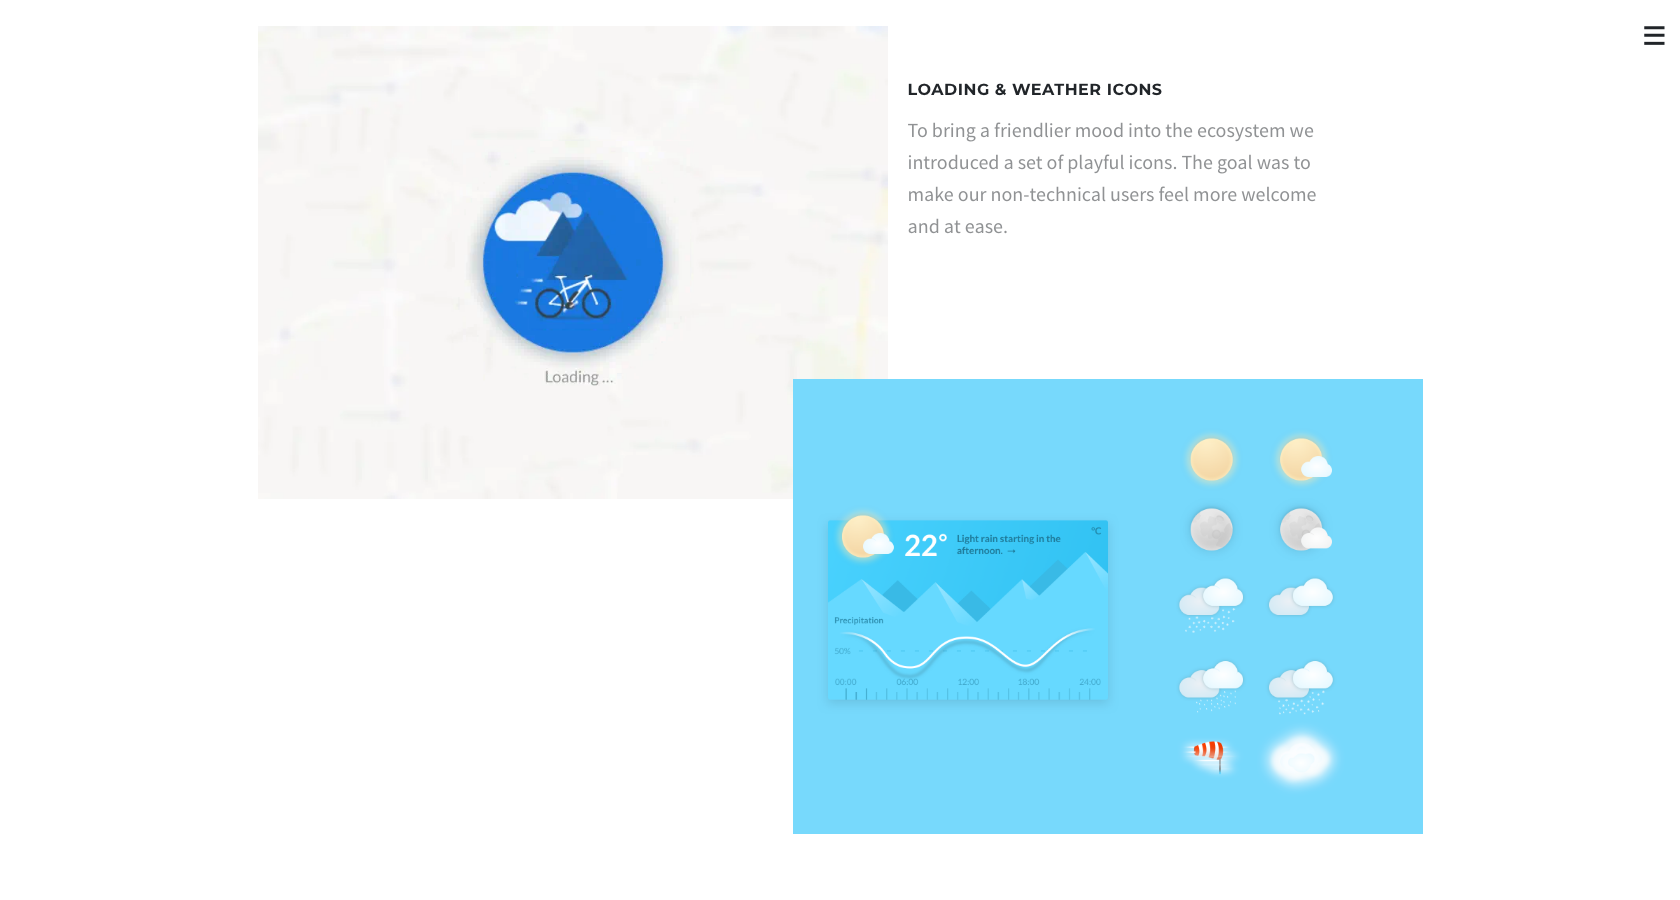 LOADING & WEATHER ICONS
To bring a friendlier mood into the ecosystem we
introduced a set of playful icons. The goal was to
make our non-technical users feel more welcome
and at ease.
Loading ...
°C
22° Light rain starting in the
afternoon. →
Precipitation
50%
00:00 06:00 12:00 18:00 24:00